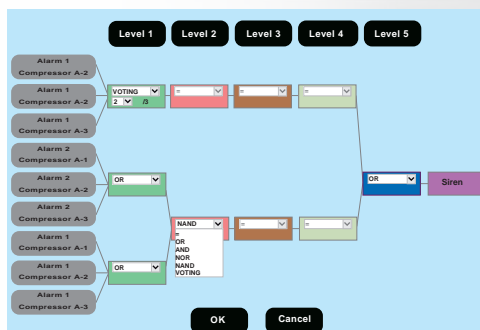 Level 1 Level 2 Level 3 Level 4 Level 5
Alarm 1
Compressor A-2
Alarm 1
Compressor A-2
Alarm 1
Compressor A-3
VOTING = = =
2 /3
Alarm 2
Compressor A-1
Alarm 2
Compressor A-2
Alarm 2
Compressor A-3
OR
OR Siren
Alarm 1
Compressor A-1
Alarm 1
Compressor A-2
Alarm 1
Compressor A-3
OR
NAND = =
=
OR
AND
NOR
NAND
VOTING
OK Cancel